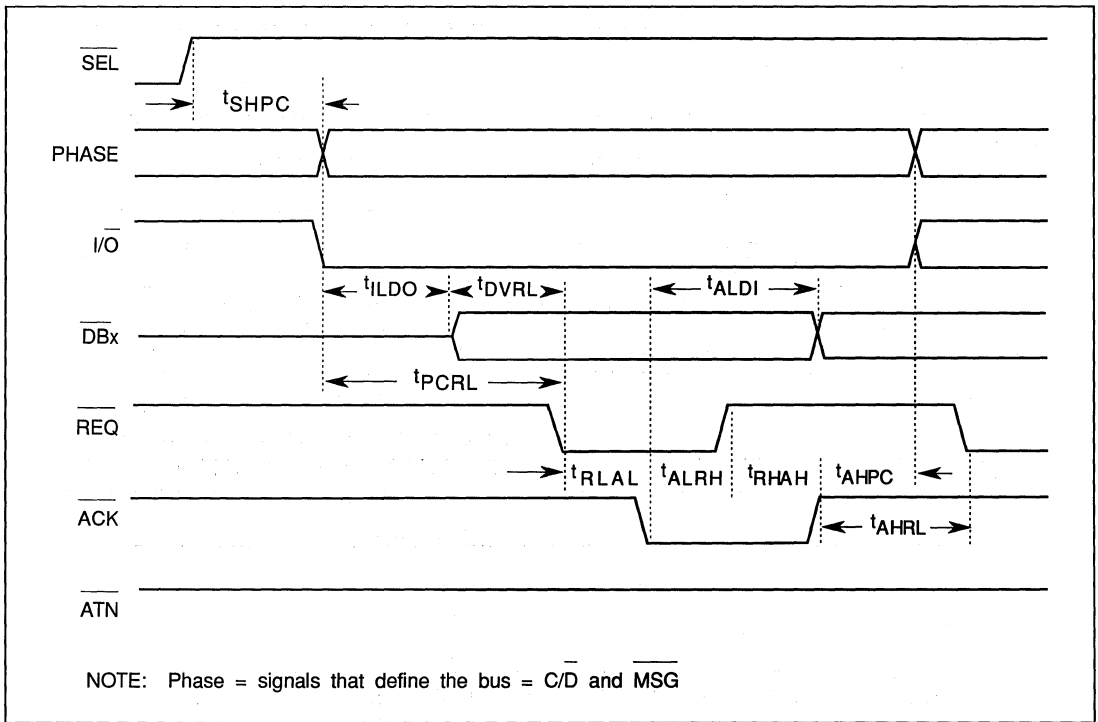 SEL
tSHPC
PHASE
I/O
tILDO
tDVRL
tALDI
DBx
tPCRL
REQ
tRLAL
tALRH
tRHAH
tAHPC
ACK
tAHRL
ATN
NOTE: Phase = signals that define the bus = C/D and MSG